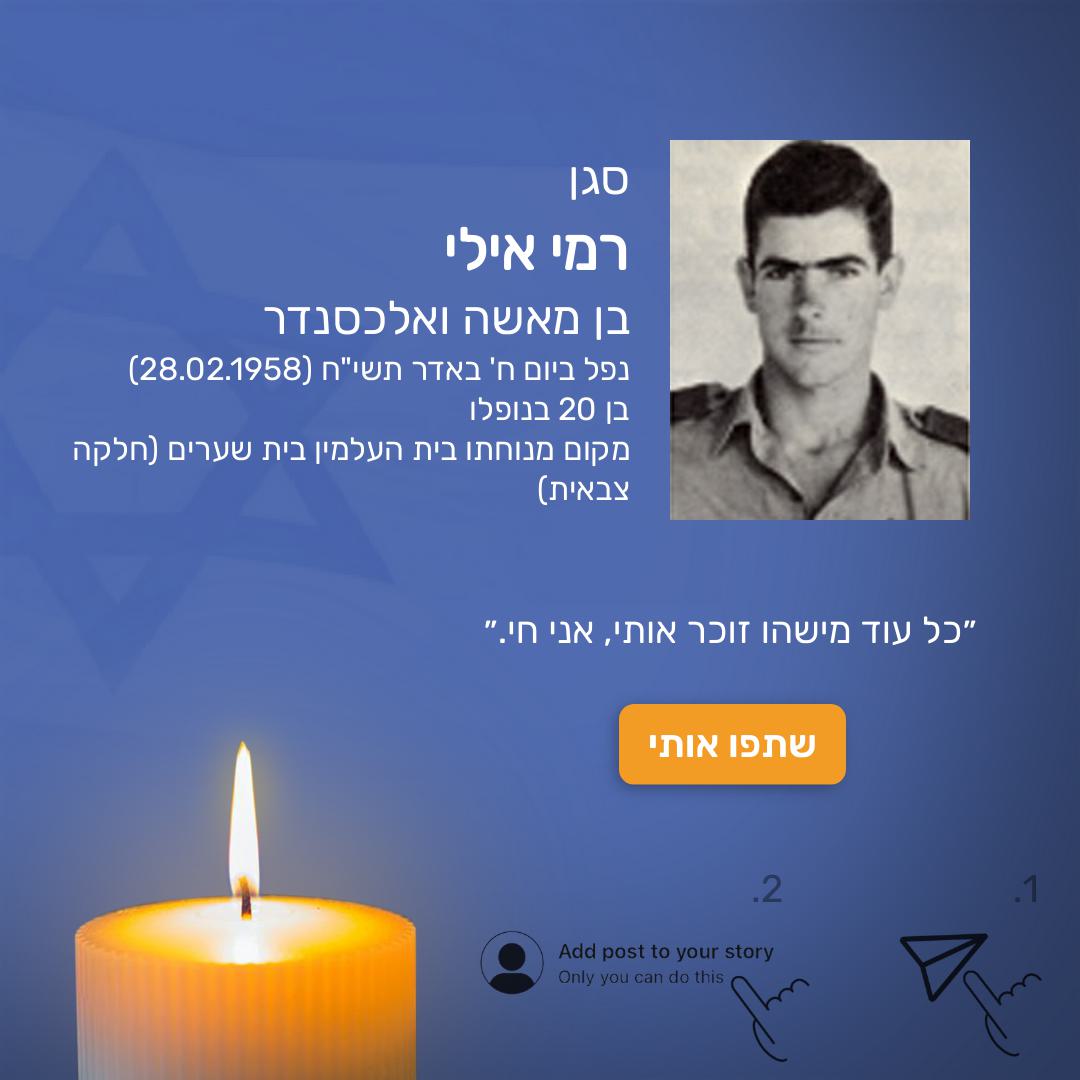 סגן
רמי אילי
בן מאשה ואלכסנדר
נפל ביום ח' באדר תשי"ח (28.02.1958)
בן 20 בנופלו
מקום מנוחתו בית העלמין בית שערים (חלקה
צבאית)
״כל עוד מישהו זוכר אותי, אני חי.״
שתפו אותי
1.
2.
Add post to your story
Only you can do this